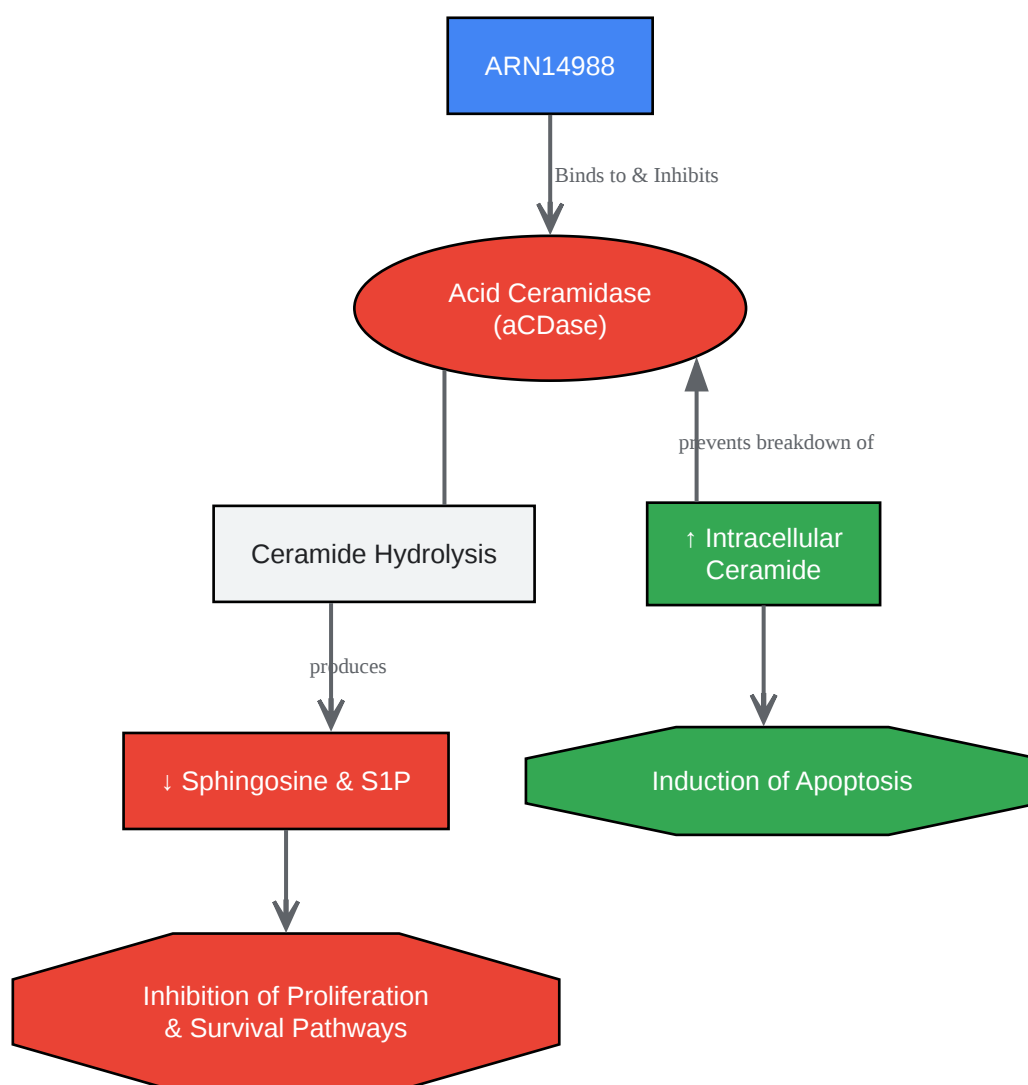 ARN14988
Binds to & Inhibits
Acid Ceramidase
(aCDase)
prevents breakdown of
Ceramide Hydrolysis
↑ Intracellular
Ceramide
produces
↓ Sphingosine & S1P
Induction of Apoptosis
Inhibition of Proliferation
& Survival Pathways